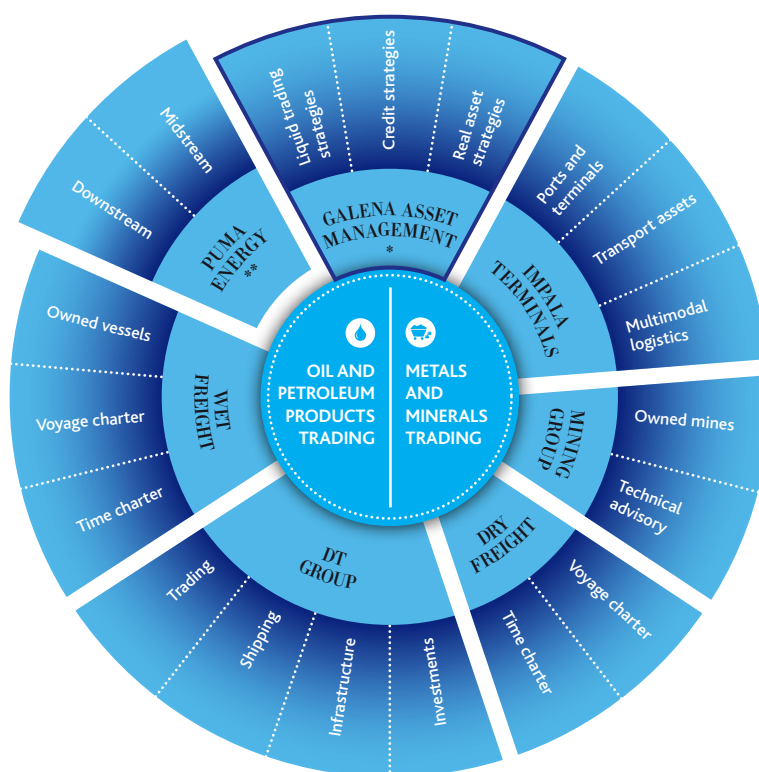 Liquid trading
strategies
Credit strategies
Real asset
strategies
GALENA ASSET
MANAGEMENT
*
Ports and
terminals
Transport assets
Multimodal
logistics
IMPALA
TERMINALS
Owned mines
Technical
advisory
MINING
GROUP
Voyage charter
Time charter
DRY
FREIGHT
Investments
Infrastructure
Shipping
Trading
DT
GROUP
Time charter
Voyage charter
Owned vessels
WET
FREIGHT
Downstream
Midstream
PUMA
ENERGY
**
OIL AND
PETROLEUM
PRODUCTS
TRADING
METALS
AND
MINERALS
TRADING